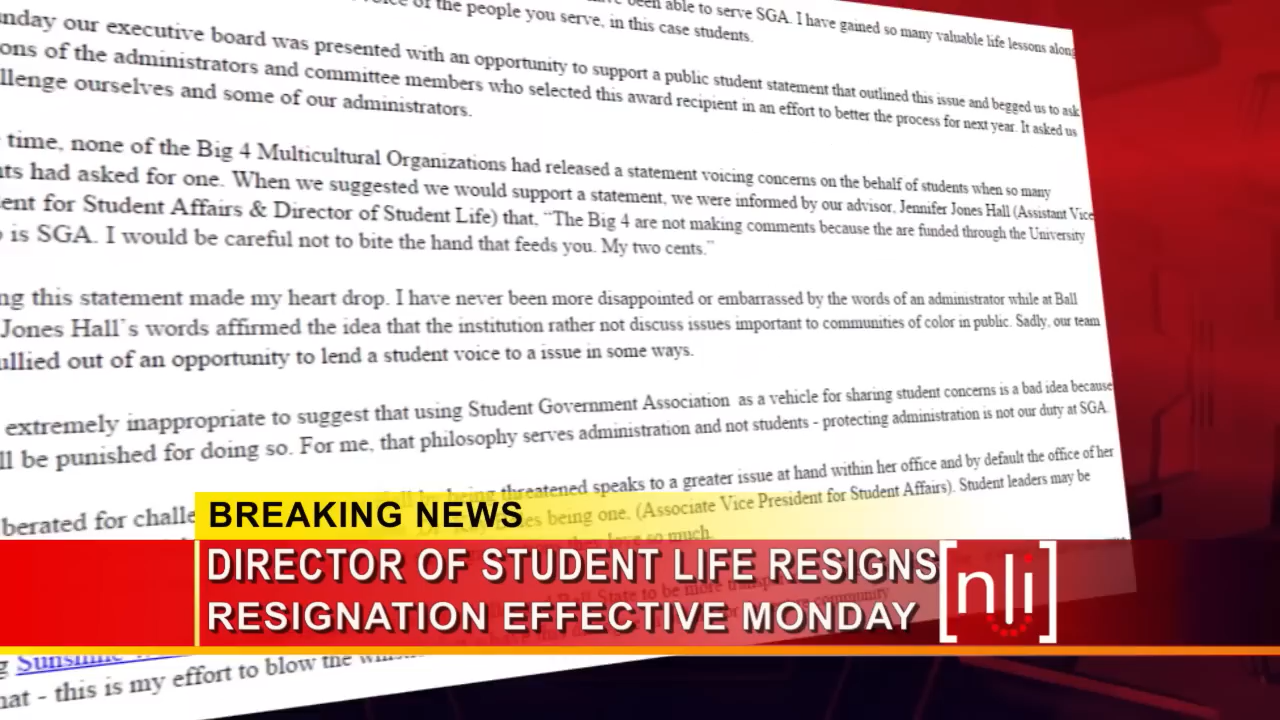 voice of the people you serve, in this case students.
been able to serve SGA. I have gained so many valuable life lessons along
nday our executive board was presented with an opportunity to support a public student statement that outlined this issue and begged us to ask
ons of the administrators and committee members who selected this award recipient in an effort to better the process for next year. It asked us
llenge ourselves and some of our administrators.
time, none of the Big 4 Multicultural Organizations had released a statement voicing concerns on the behalf of students when so many
nts had asked for one. When we suggested we would support a statement, we were informed by our advisor, Jennifer Jones Hall (Assistant Vice
ent for Student Affairs & Director of Student Life) that, “The Big 4 are not making comments because the are funded through the University
is SGA. I would be careful not to bite the hand that feeds you. My two cents.”
ng this statement made my heart drop. I have never been more disappointed or embarrassed by the words of an administrator while at Ball
Jones Hall’s words affirmed the idea that the institution rather not discuss issues important to communities of color in public. Sadly, our team
ullied out of an opportunity to lend a student voice to a issue in some ways.
extremely inappropriate to suggest that using Student Government Association as a vehicle for sharing student concerns is a bad idea because
ll be punished for doing so. For me, that philosophy serves administration and not students - protecting administration is not our duty at SGA.
berated for challe being threatened speaks to a greater issue at hand within her office and by default the office of her
being one. (Associate Vice President for Student Affairs). Student leaders may be
so much.
BREAKING NEWS
DIRECTOR OF STUDENT LIFE RESIGNS
RESIGNATION EFFECTIVE MONDAY
[nli]
State to be more
community
g Sunshine
hat - this is my effort to blow the